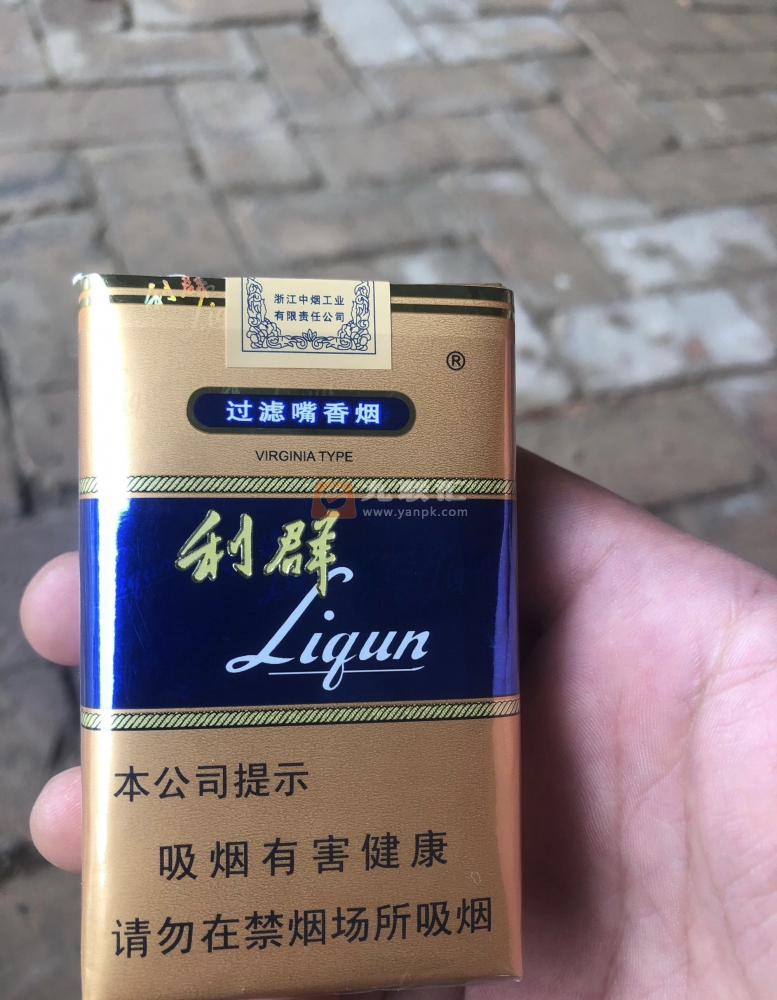 浙江中烟工业
有限责任公司
®
过滤嘴香烟
VIRGINIA TYPE
www.yanpk.com
利群
Liqun
本公司提示
吸烟有害健康
请勿在禁烟场所吸烟